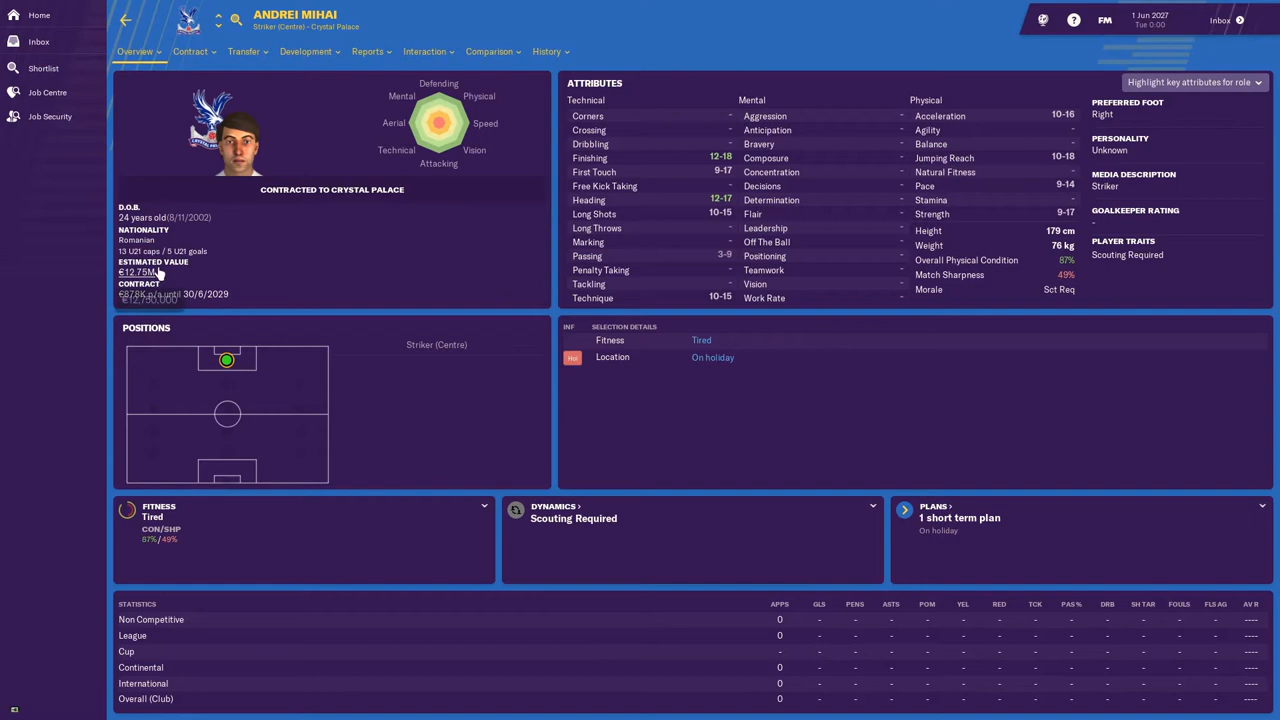 Home
Inbox
Shortlist
Job Centre
Job Security
ANDREI MIHAI
Striker (Centre) - Crystal Palace
FM
1 Jun 2027
Tue 0:00
Inbox
Overview
Contract
Transfer
Development
Reports
Interaction
Comparison
History
Defending
Mental Physical
Aerial Speed
Technical Vision
Attacking
CONTRACTED TO CRYSTAL PALACE
D.O.B.
24 years old(8/11/2002)
NATIONALITY
Romanian
13 U21 caps / 5 U21 goals
ESTIMATED VALUE
€12.75M
CONTRACT
€878K p/a until 30/6/2029
€12,750,000
ATTRIBUTES
Highlight key attributes for role
Technical
Corners -
Crossing -
Dribbling -
Finishing 12-18
First Touch 9-17
Free Kick Taking -
Heading 12-17
Long Shots 10-15
Long Throws -
Marking -
Passing 3-9
Penalty Taking -
Tackling -
Technique 10-15
Mental
Aggression -
Anticipation -
Bravery -
Composure -
Concentration -
Decisions -
Determination -
Flair -
Leadership -
Off The Ball -
Positioning -
Teamwork -
Vision -
Work Rate -
Physical
Acceleration 10-16
Agility -
Balance -
Jumping Reach 10-18
Natural Fitness -
Pace 9-14
Stamina -
Strength 9-17
Height 179 cm
Weight 76 kg
Overall Physical Condition 87%
Match Sharpness 49%
Morale Sct Req
PREFERRED FOOT
Right
PERSONALITY
Unknown
MEDIA DESCRIPTION
Striker
GOALKEEPER RATING
-
PLAYER TRAITS
Scouting Required
POSITIONS
Striker (Centre)
INF SELECTION DETAILS
Fitness Tired
Hol Location On holiday
FITNESS
Tired
CON/SHP
87%/49%
DYNAMICS >
Scouting Required
PLANS >
1 short term plan
On holiday
STATISTICS APPS GLS PENS ASTS POM YEL RED TCK PAS % DRB SH TAR FOULS FLS AG AV R
Non Competitive 0 - - - - - - - - - - - - ----
League 0 - - - - - - - - - - - - ----
Cup - - - - - - - - - - - - - ----
Continental 0 - - - - - - - - - - - - ----
International 0 - - - - - - - - - - - - ----
Overall (Club) 0 - - - - - - - - - - - - ----